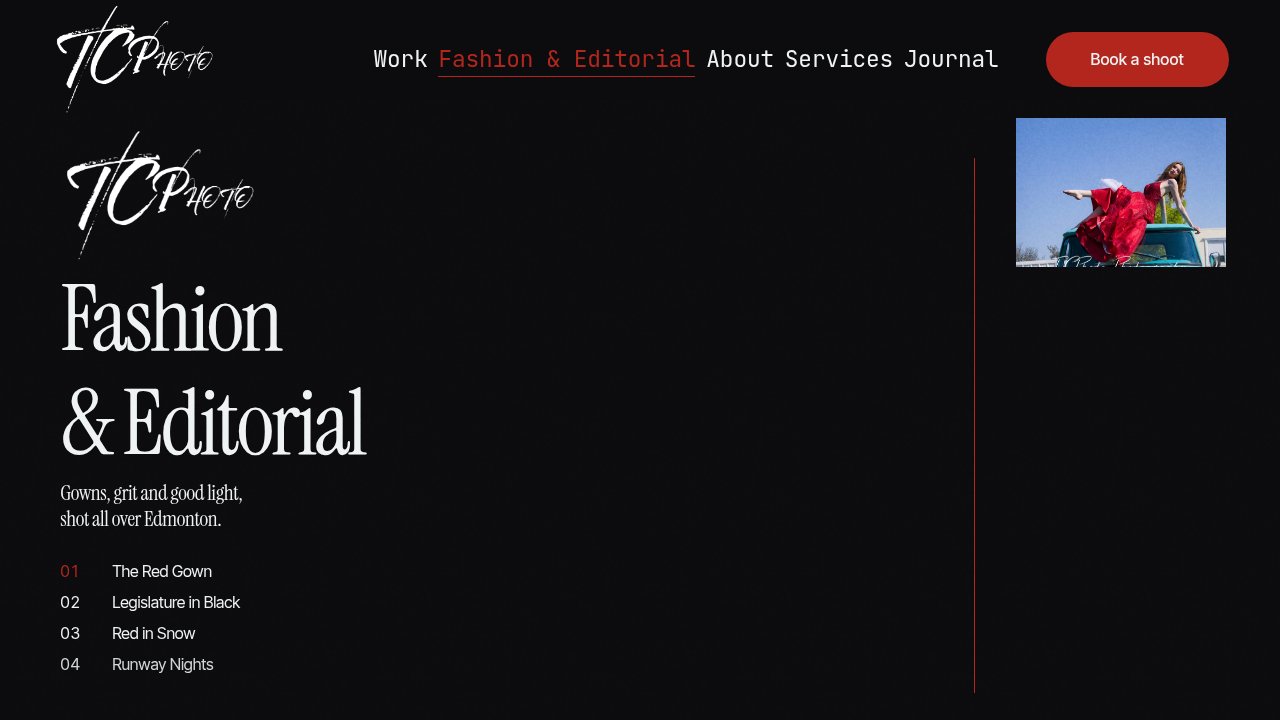 TCPHOTO
Work Fashion & Editorial About Services Journal
Book a shoot
TCPHOTO
Fashion
& Editorial
Gowns, grit and good light,
shot all over Edmonton.
01 The Red Gown
02 Legislature in Black
03 Red in Snow
04 Runway Nights